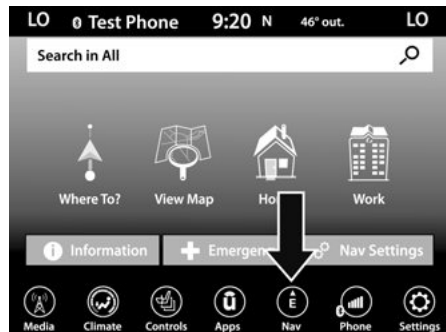 LO Test Phone 9:20 N 46° out. LO
Search in All
Where To? View Map Work
Information Nav Settings
ū E
Media Climate Controls Apps Nav Phone Settings